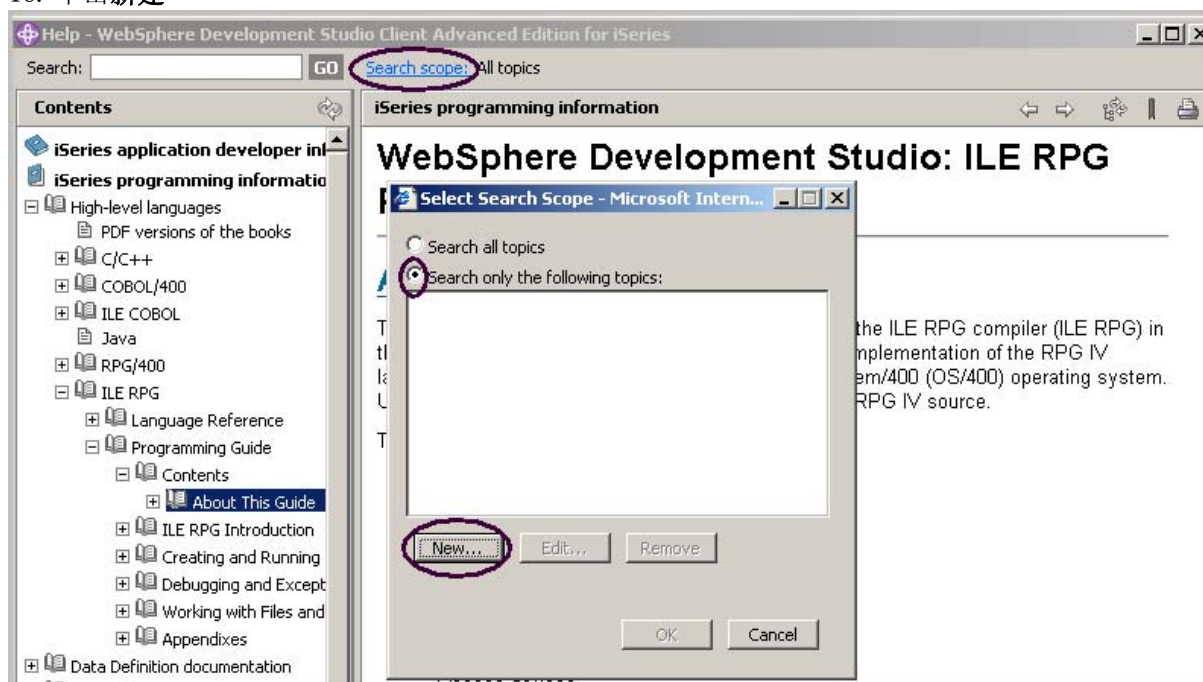 Help - WebSphere Development Studio Client Advanced Edition for iSeries
Search: GO Search scope: All topics
Contents
iSeries application developer in
iSeries programming informatio
High-level languages
PDF versions of the books
C/C++
COBOL/400
ILE COBOL
Java
RPG/400
ILE RPG
Language Reference
Programming Guide
Contents
About This Guide
ILE RPG Introduction
Creating and Running
Debugging and Except
Working with Files and
Appendixes
Data Definition documentation
iSeries programming information
WebSphere Development Studio: ILE RPG
the ILE RPG compiler (ILE RPG) in
mplementation of the RPG IV
em/400 (OS/400) operating system.
RPG IV source.
Select Search Scope - Microsoft Intern...
Search all topics
Search only the following topics:
New... Edit... Remove
OK Cancel